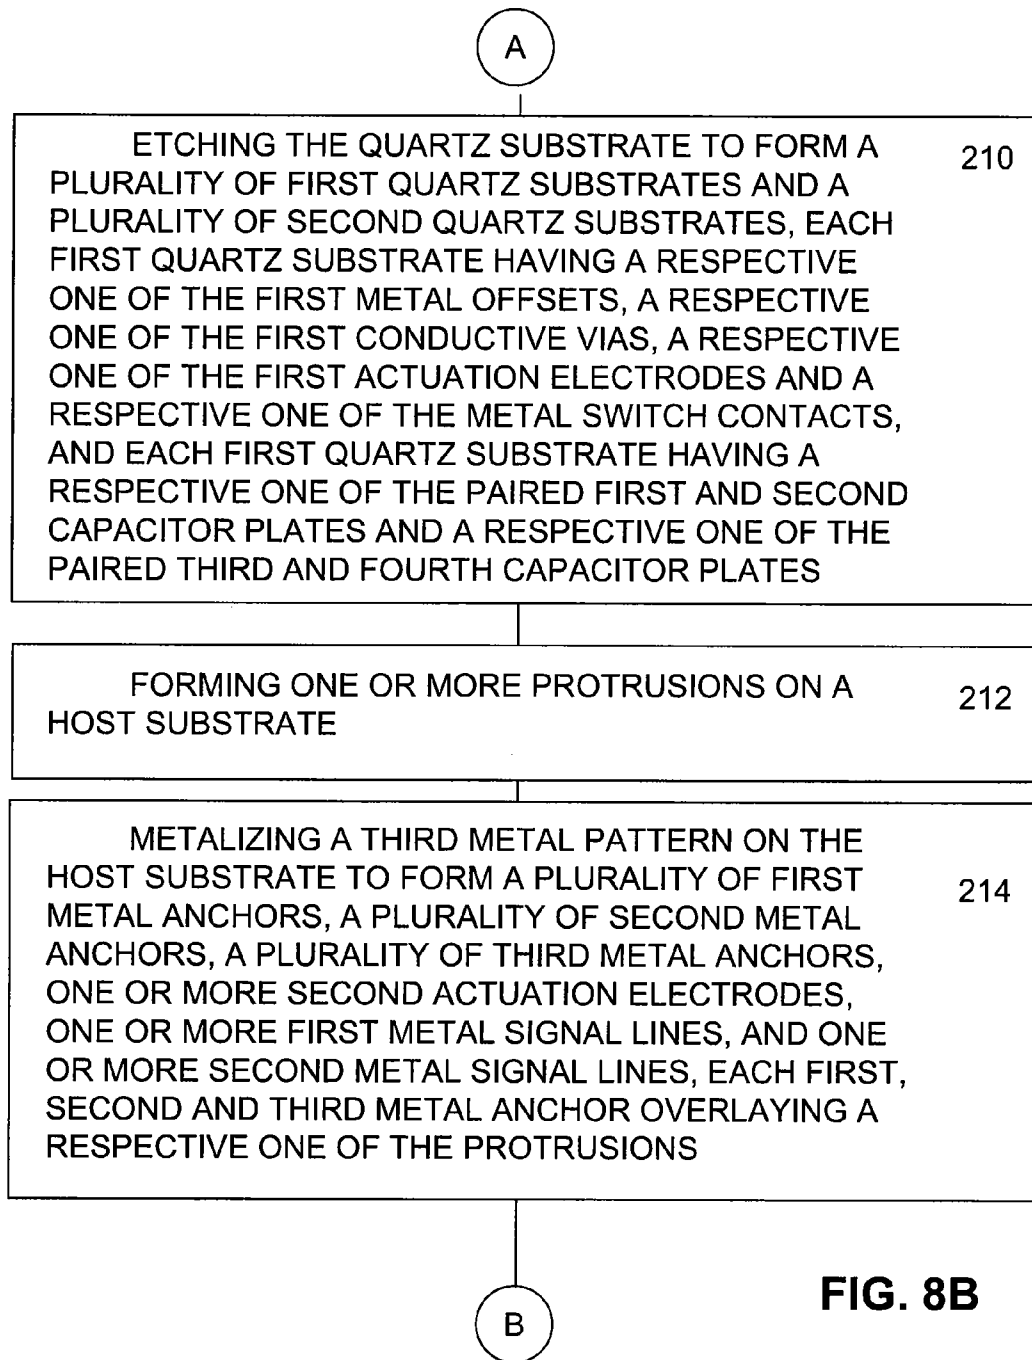 A
ETCHING THE QUARTZ SUBSTRATE TO FORM A 210
PLURALITY OF FIRST QUARTZ SUBSTRATES AND A
PLURALITY OF SECOND QUARTZ SUBSTRATES, EACH
FIRST QUARTZ SUBSTRATE HAVING A RESPECTIVE
ONE OF THE FIRST METAL OFFSETS, A RESPECTIVE
ONE OF THE FIRST CONDUCTIVE VIAS, A RESPECTIVE
ONE OF THE FIRST ACTUATION ELECTRODES AND A
RESPECTIVE ONE OF THE METAL SWITCH CONTACTS,
AND EACH FIRST QUARTZ SUBSTRATE HAVING A
RESPECTIVE ONE OF THE PAIRED FIRST AND SECOND
CAPACITOR PLATES AND A RESPECTIVE ONE OF THE
PAIRED THIRD AND FOURTH CAPACITOR PLATES
FORMING ONE OR MORE PROTRUSIONS ON A 212
HOST SUBSTRATE
METALIZING A THIRD METAL PATTERN ON THE
HOST SUBSTRATE TO FORM A PLURALITY OF FIRST 214
METAL ANCHORS, A PLURALITY OF SECOND METAL
ANCHORS, A PLURALITY OF THIRD METAL ANCHORS,
ONE OR MORE SECOND ACTUATION ELECTRODES,
ONE OR MORE FIRST METAL SIGNAL LINES, AND ONE
OR MORE SECOND METAL SIGNAL LINES, EACH FIRST,
SECOND AND THIRD METAL ANCHOR OVERLAYING A
RESPECTIVE ONE OF THE PROTRUSIONS
B
FIG. 8B